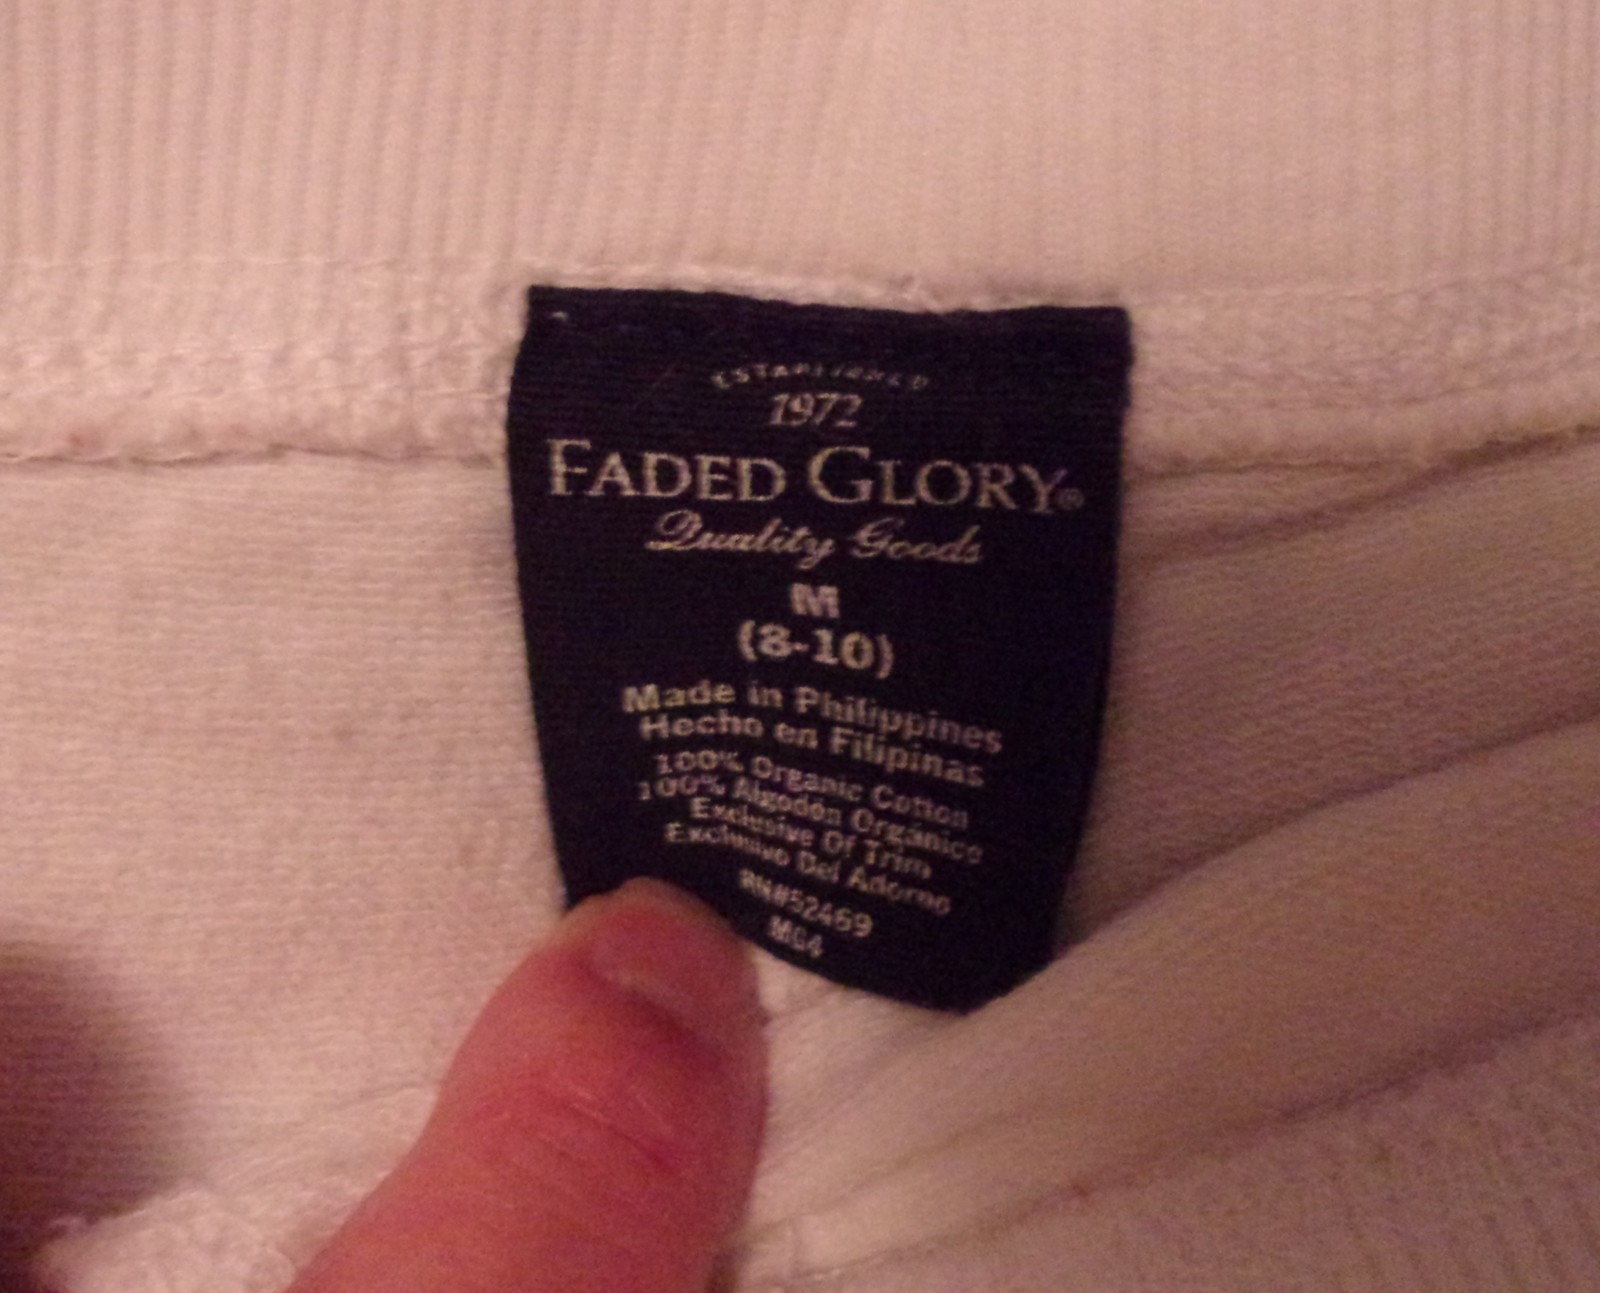 ESTABLISHED
1972
FADED GLORY®
Quality Goods
M
(8-10)
Made in Philippines
Hecho en Filipinas
100% Organic Cotton
100% Algodón Orgánico
Exclusive Of Trim
Exclusivo Del Adorno
RN#52469
MG4